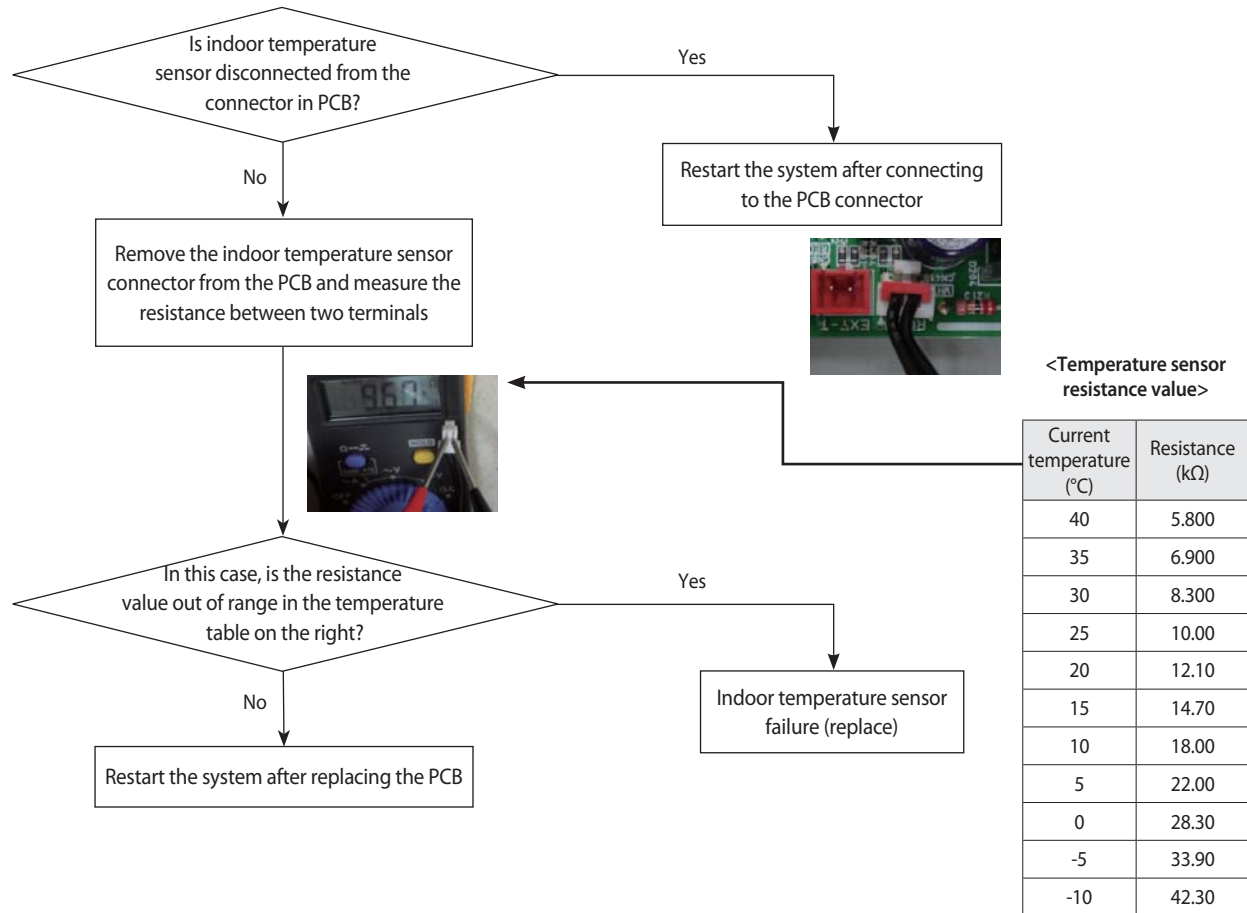 Is indoor temperature
sensor disconnected from the
connector in PCB?
Yes
No
Restart the system after connecting
to the PCB connector
Remove the indoor temperature sensor
connector from the PCB and measure the
resistance between two terminals
EXT-T
9.67
HOLD
<Temperature sensor
resistance value>
Current
temperature
(°C)
Resistance
(kΩ)
40 5.800
35 6.900
30 8.300
25 10.00
20 12.10
15 14.70
10 18.00
5 22.00
0 28.30
-5 33.90
-10 42.30
In this case, is the resistance
value out of range in the temperature
table on the right?
Yes
No
Indoor temperature sensor
failure (replace)
Restart the system after replacing the PCB